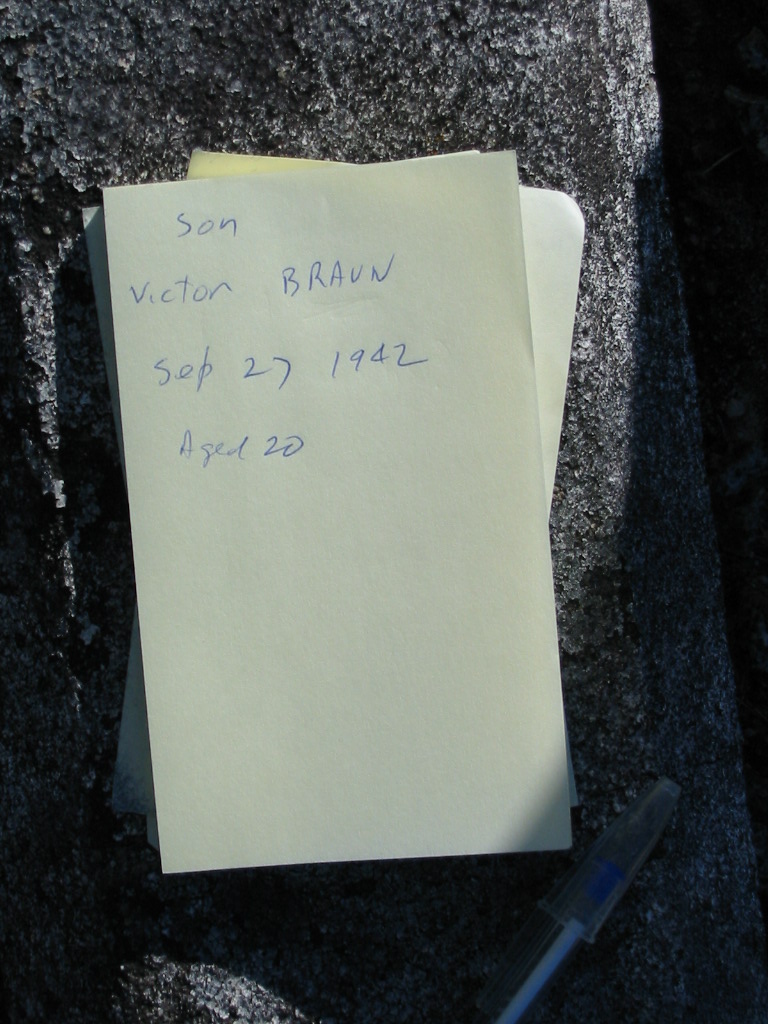 Son
Victor BRAUN
Sep 27 1942
Aged 20